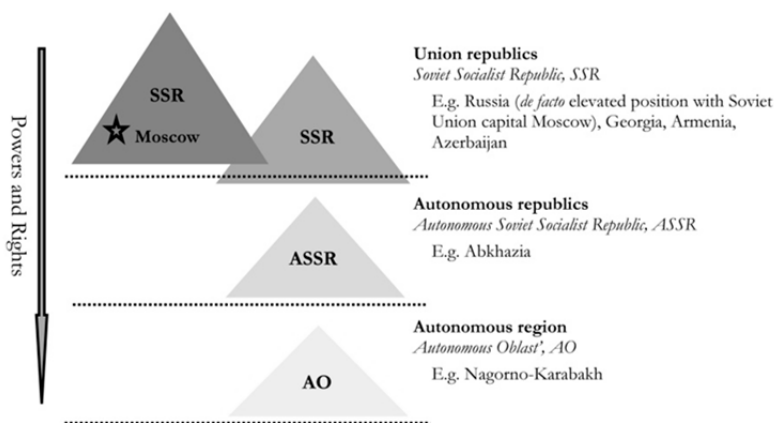 Powers and Rights
SSR
Moscow
SSR
Union republics
Soviet Socialist Republic, SSR
E.g. Russia (de facto elevated position with Soviet
Union capital Moscow), Georgia, Armenia,
Azerbaijan
ASSR
Autonomous republics
Autonomous Soviet Socialist Republic, ASSR
E.g. Abkhazia
AO
Autonomous region
Autonomous Oblast', AO
E.g. Nagorno-Karabakh